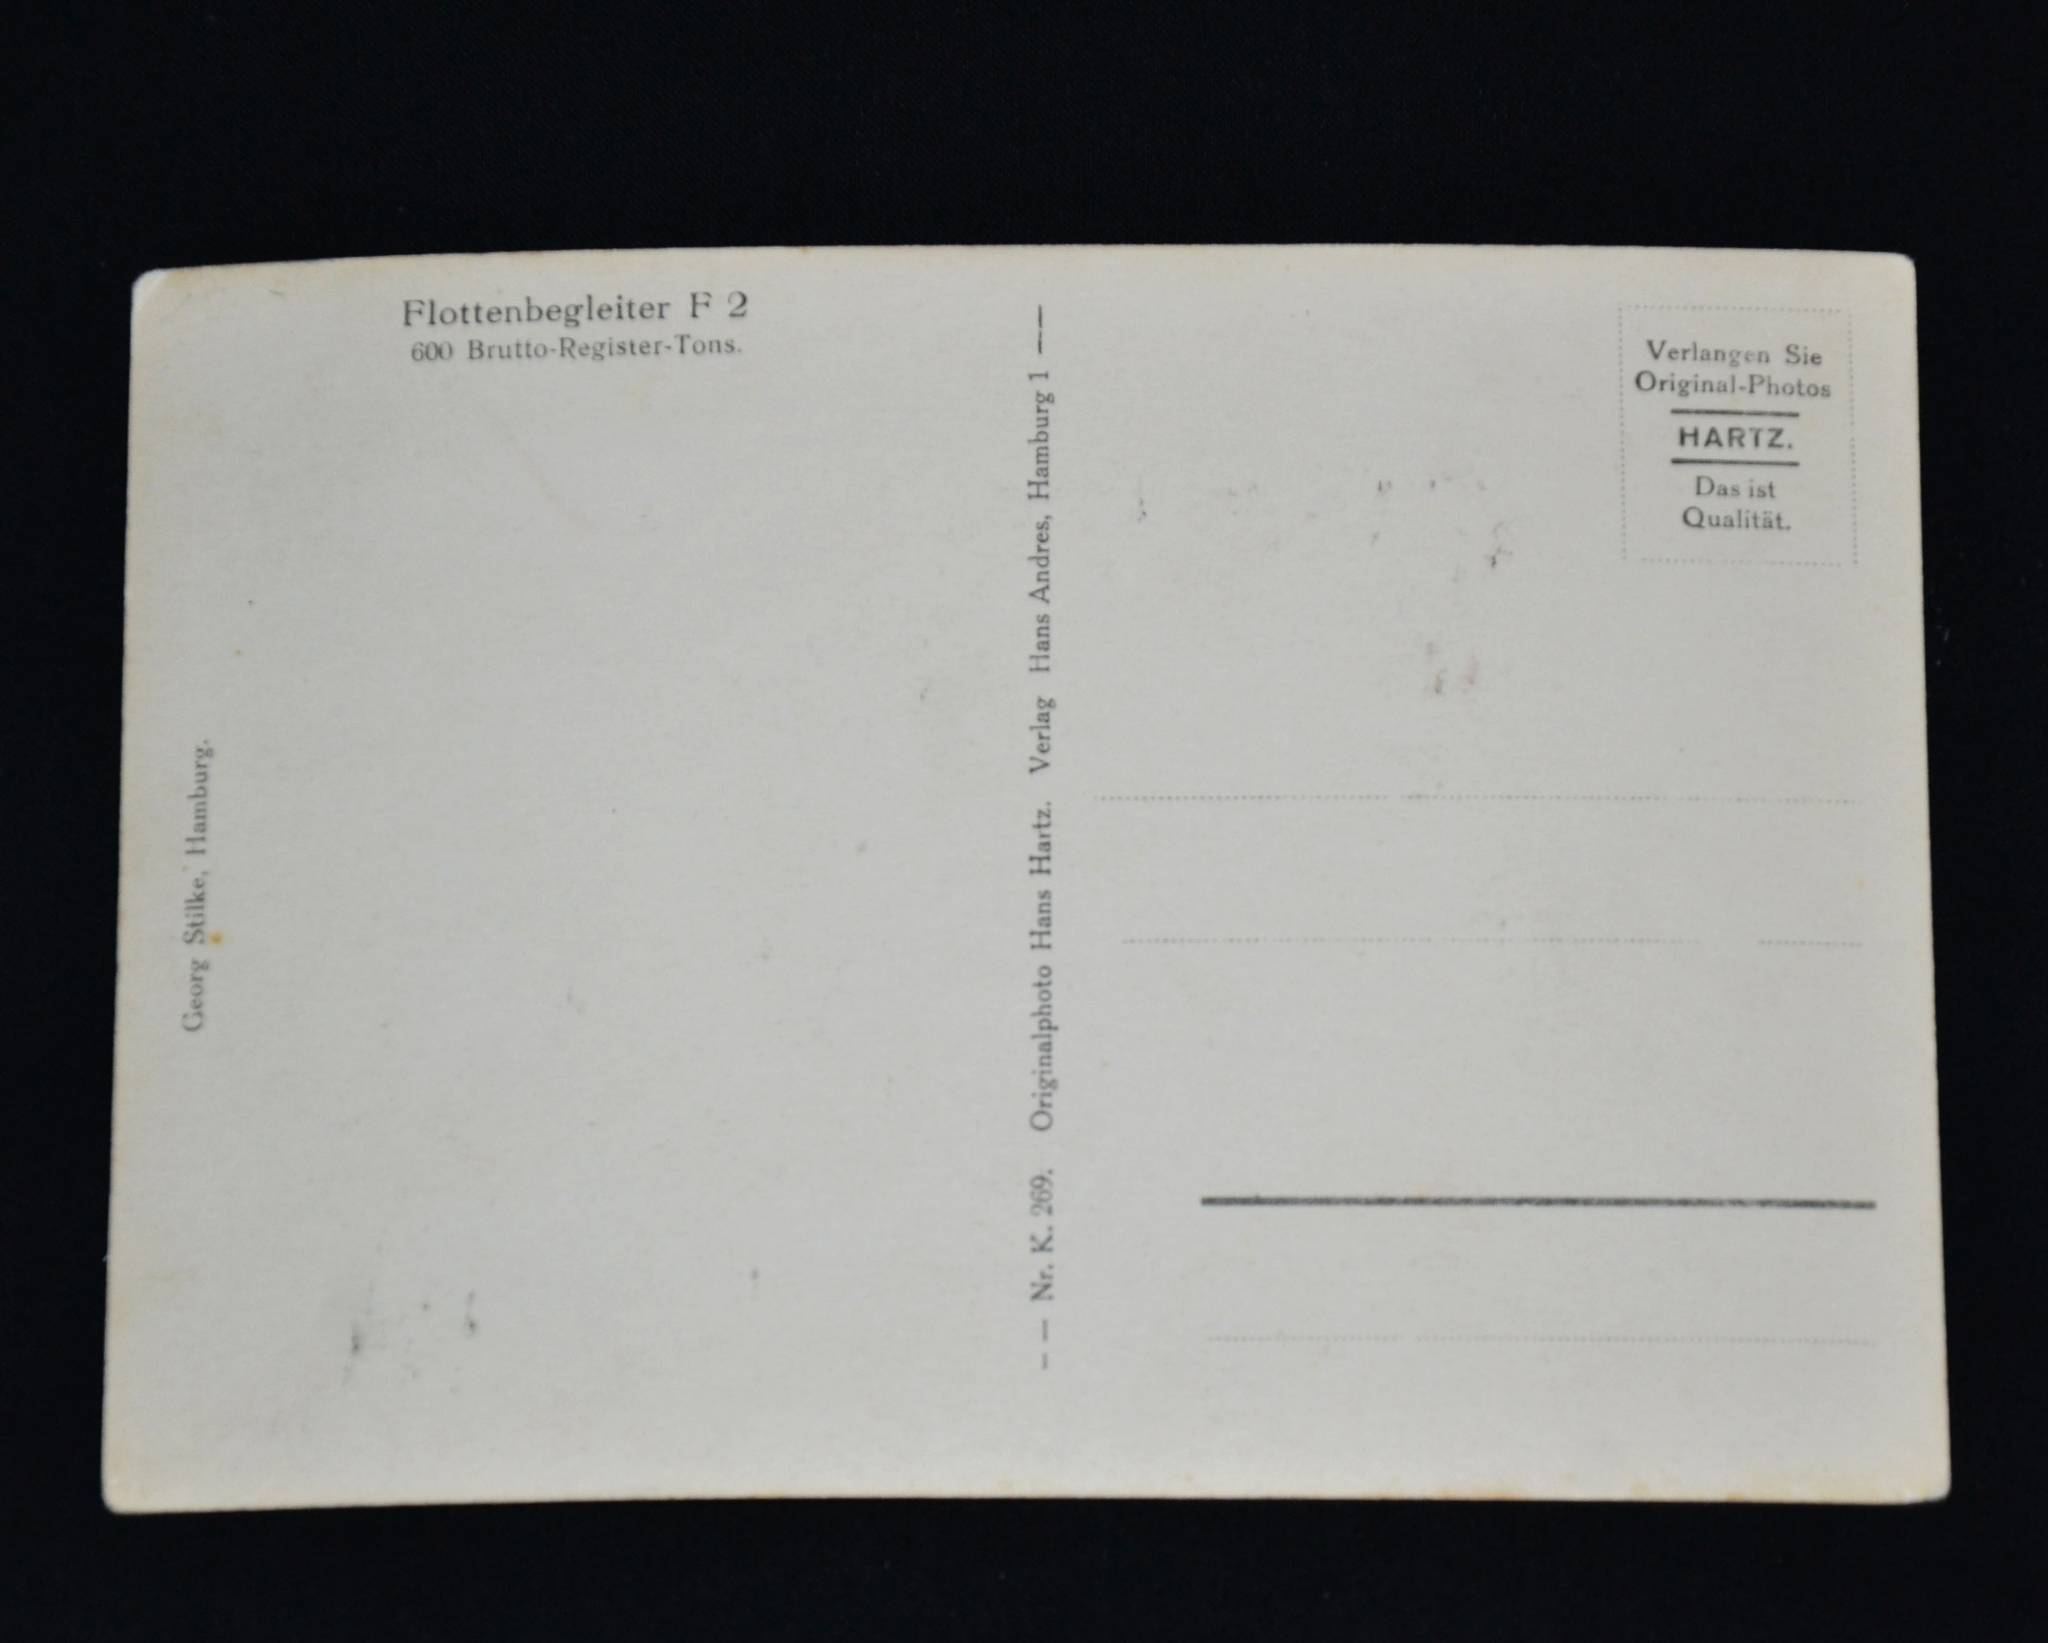 Flottenbegleiter F 2
600 Brutto-Register-Tons.
Georg Stilke, Hamburg.
Nr. K. 269. Originalphoto Hans Hartz. Verlag Hans Andres, Hamburg 1
Verlangen Sie
Original-Photos
HARTZ.
Das ist
Qualität.